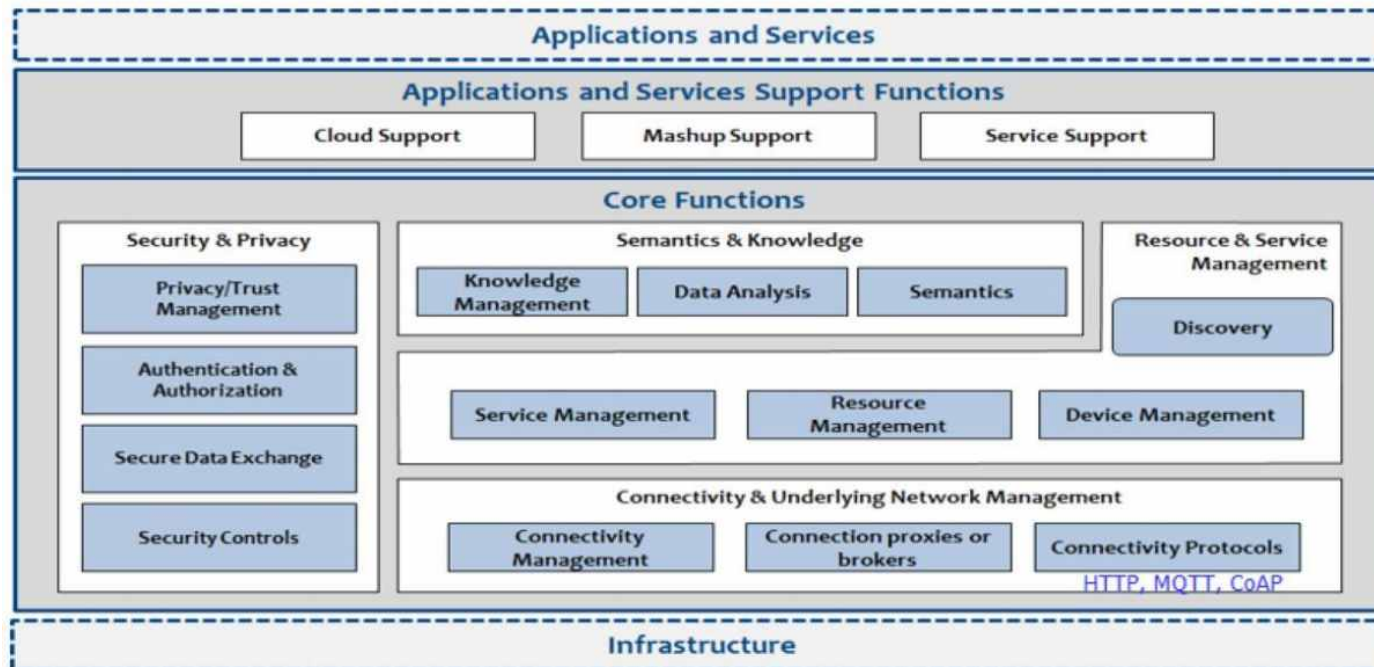 Applications and Services
Applications and Services Support Functions
Cloud Support
Mashup Support
Service Support
Core Functions
Security & Privacy
Privacy/Trust
Management
Authentication &
Authorization
Secure Data Exchange
Security Controls
Semantics & Knowledge
Knowledge
Management
Data Analysis
Semantics
Resource & Service
Management
Discovery
Service Management
Resource
Management
Device Management
Connectivity & Underlying Network Management
Connectivity
Management
Connection proxies or
brokers
Connectivity Protocols
HTTP, MQTT, CoAP
Infrastructure